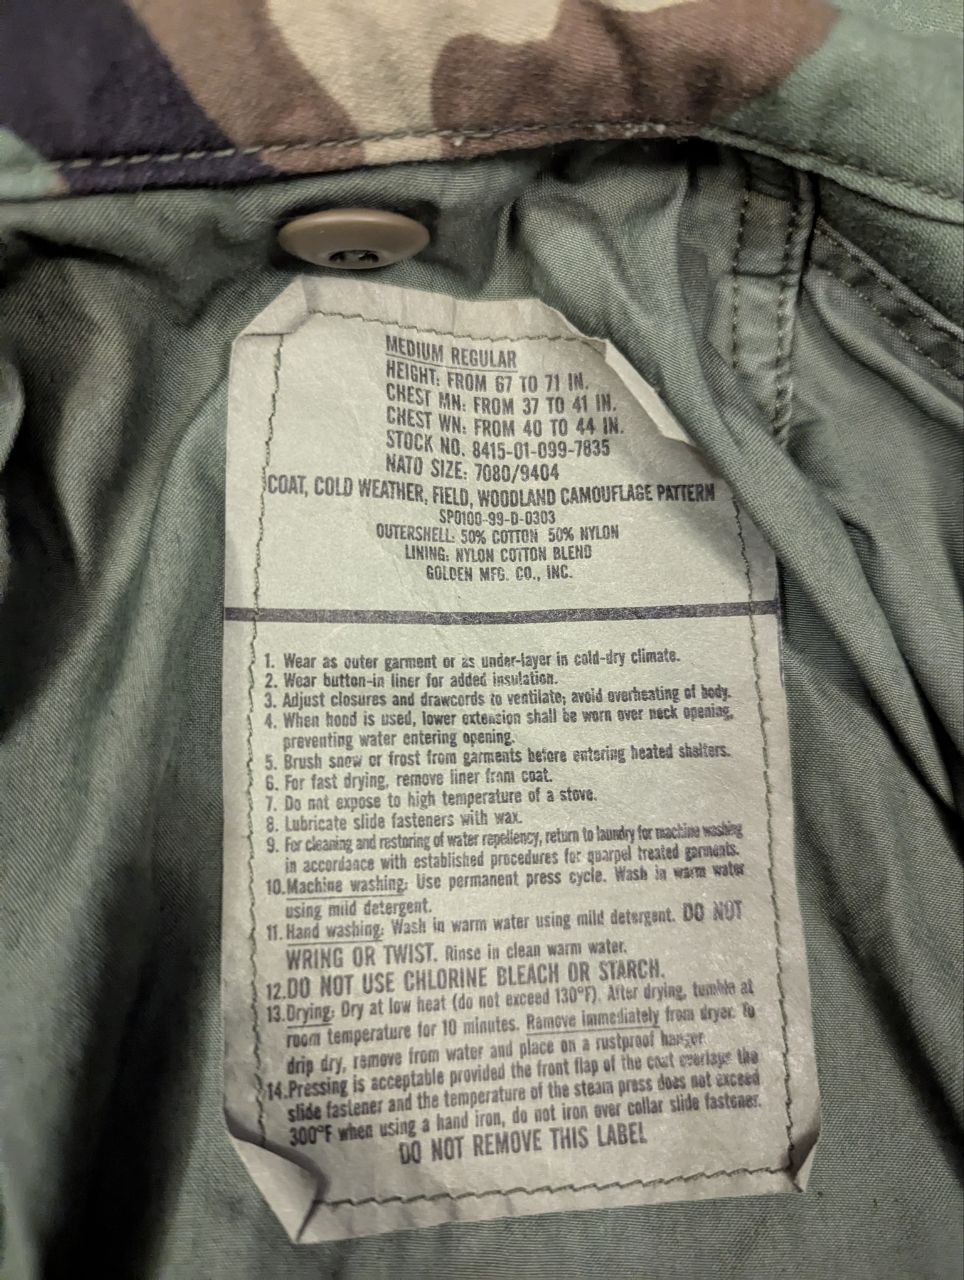 MEDIUM REGULAR
HEIGHT: FROM 67 TO 71 IN.
CHEST MN: FROM 37 TO 41 IN.
CHEST WN: FROM 40 TO 44 IN.
STOCK NO. 8415-01-099-7835
NATO SIZE: 7080/9404
COAT, COLD WEATHER, FIELD, WOODLAND CAMOUFLAGE PATTERN
SP0100-99-D-0303
OUTERSHELL: 50% COTTON 50% NYLON
LINING: NYLON COTTON BLEND
GOLDEN MFG. CO., INC.
1. Wear as outer garment or as under-layer in cold-dry climate.
2. Wear button-in liner for added insulation.
3. Adjust closures and drawcords to ventilate; avoid overheating of body.
4. When hood is used, lower extension shall be worn over neck opening,
preventing water entering opening.
5. Brush snow or frost from garments before entering heated shelters.
6. For fast drying, remove liner from coat.
7. Do not expose to high temperature of a stove.
8. Lubricate slide fasteners with wax.
9. For cleaning and restoring of water repellency, return to laundry for machine washing
in accordance with established procedures for quarpel treated garments.
10. Machine washing: Use permanent press cycle. Wash in warm water
using mild detergent.
11. Hand washing: Wash in warm water using mild detergent. DO NOT
WRING OR TWIST. Rinse in clean warm water.
12. DO NOT USE CHLORINE BLEACH OR STARCH.
13. Drying: Dry at low heat (do not exceed 130°F). After drying, tumble at
room temperature for 10 minutes. Remove immediately from dryer. To
drip dry, remove from water and place on a rustproof hanger.
14. Pressing is acceptable provided the front flap of the coat overlaps the
slide fastener and the temperature of the steam press does not exceed
300°F when using a hand iron, do not iron over collar slide fastener.
DO NOT REMOVE THIS LABEL